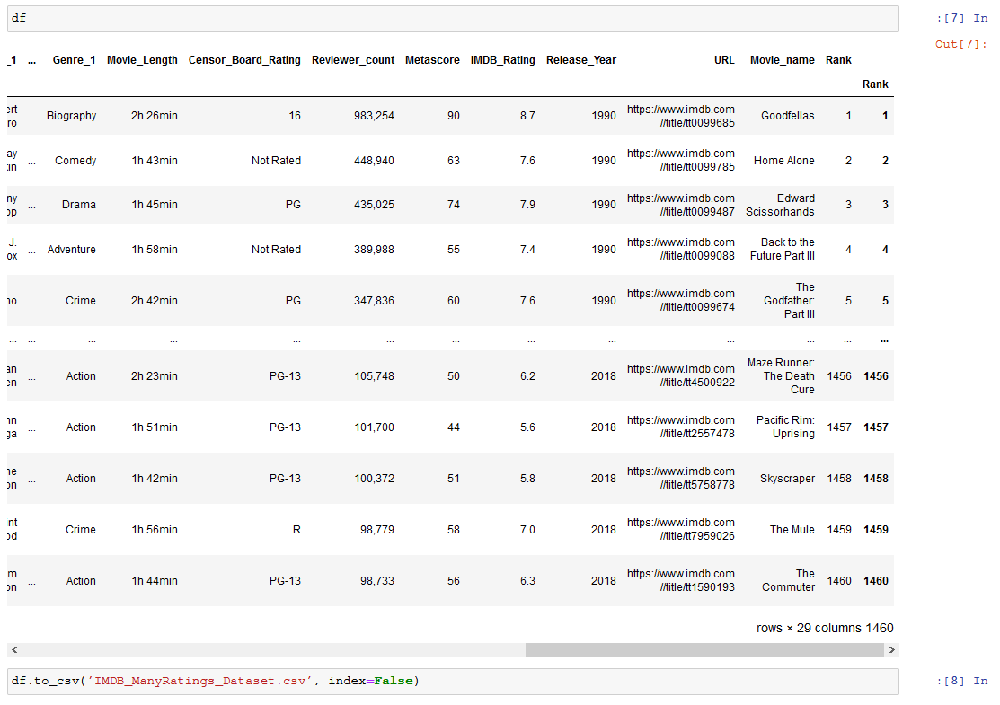 df
:[7] In
Out[7]:
_1 ... Genre_1 Movie_Length Censor_Board_Rating Reviewer_count Metascore IMDB_Rating Release_Year URL Movie_name Rank
Rank
ert ... Biography 2h 26min 16 983,254 90 8.7 1990 https://www.imdb.com Goodfellas 1 1
ro //title/tt0099685
ay ... Comedy 1h 43min Not Rated 448,940 63 7.6 1990 https://www.imdb.com Home Alone 2 2
tin //title/tt0099785
ny ... Drama 1h 45min PG 435,025 74 7.9 1990 https://www.imdb.com Edward 3 3
op //title/tt0099487 Scissorhands
J. ... Adventure 1h 58min Not Rated 389,988 55 7.4 1990 https://www.imdb.com Back to the 4 4
ox //title/tt0099088 Future Part III
no ... Crime 2h 42min PG 347,836 60 7.6 1990 https://www.imdb.com The 5 5
//title/tt0099674 Godfather:
Part III
... ... ... ... ... ... ... ... ... ... ... ... ...
an ... Action 2h 23min PG-13 105,748 50 6.2 2018 https://www.imdb.com Maze Runner: 1456 1456
en //title/tt4500922 The Death
Cure
nn ... Action 1h 51min PG-13 101,700 44 5.6 2018 https://www.imdb.com Pacific Rim: 1457 1457
ga //title/tt2557478 Uprising
ne ... Action 1h 42min PG-13 100,372 51 5.8 2018 https://www.imdb.com Skyscraper 1458 1458
on //title/tt5758778
nt ... Crime 1h 56min R 98,779 58 7.0 2018 https://www.imdb.com The Mule 1459 1459
od //title/tt7959026
m ... Action 1h 44min PG-13 98,733 56 6.3 2018 https://www.imdb.com The 1460 1460
on //title/tt1590193 Commuter
rows × 29 columns 1460
df.to_csv('IMDB_ManyRatings_Dataset.csv', index=False)
:[8] In